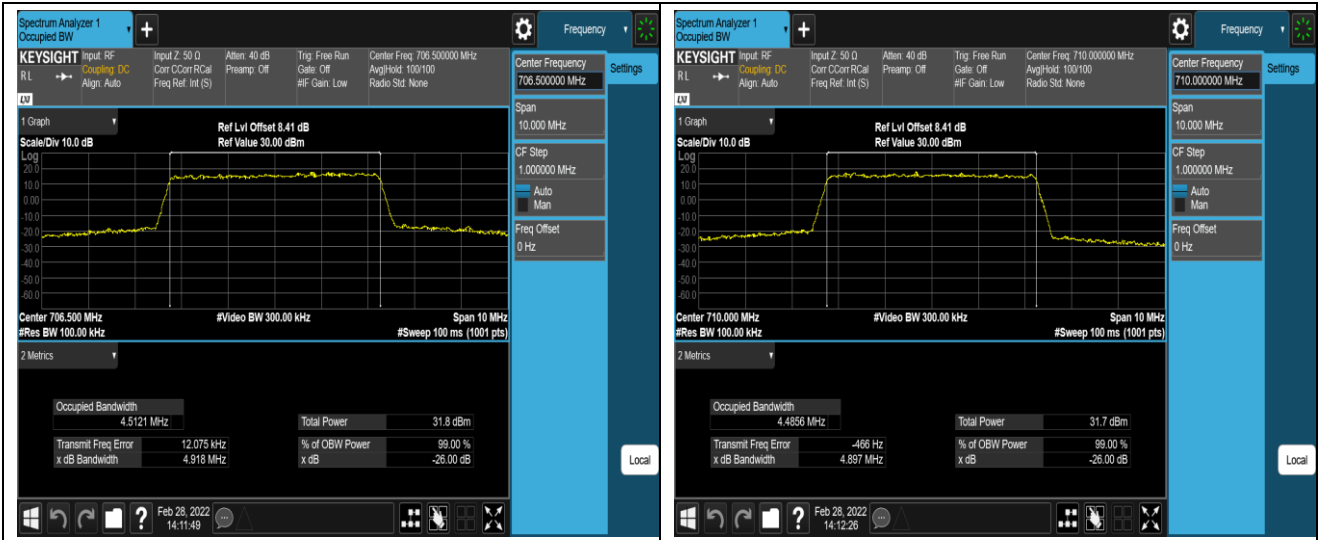 Spectrum Analyzer 1
Occupied BW
+
Frequency
KEYSIGHT
RL
LXI
Input: RF
Coupling: DC
Align: Auto
Input Z: 50 Ω
Corr CCorr RCal
Freq Ref: Int (S)
Atten: 40 dB
Preamp: Off
Trig: Free Run
Gate: Off
#IF Gain: Low
Center Freq: 706.500000 MHz
Avg|Hold: 100/100
Radio Std: None
Center Frequency
706.500000 MHz
Settings
Span
10.000 MHz
CF Step
1.000000 MHz
Auto
Man
Freq Offset
0 Hz
Local
1 Graph
Scale/Div 10.0 dB
Ref Lvl Offset 8.41 dB
Ref Value 30.00 dBm
Log
20.0
10.0
0.00
-10.0
-20.0
-30.0
-40.0
-50.0
-60.0
Center 706.500 MHz
#Video BW 300.00 kHz
Span 10 MHz
#Res BW 100.00 kHz
#Sweep 100 ms (1001 pts)
2 Metrics
Occupied Bandwidth
4.5121 MHz
Total Power 31.8 dBm
Transmit Freq Error 12.075 kHz
% of OBW Power 99.00 %
x dB Bandwidth 4.918 MHz
x dB -26.00 dB
?
Feb 28, 2022
14:11:49
Spectrum Analyzer 1
Occupied BW
+
Frequency
KEYSIGHT
RL
LXI
Input: RF
Coupling: DC
Align: Auto
Input Z: 50 Ω
Corr CCorr RCal
Freq Ref: Int (S)
Atten: 40 dB
Preamp: Off
Trig: Free Run
Gate: Off
#IF Gain: Low
Center Freq: 710.000000 MHz
Avg|Hold: 100/100
Radio Std: None
Center Frequency
710.000000 MHz
Settings
Span
10.000 MHz
CF Step
1.000000 MHz
Auto
Man
Freq Offset
0 Hz
Local
1 Graph
Scale/Div 10.0 dB
Ref Lvl Offset 8.41 dB
Ref Value 30.00 dBm
Log
20.0
10.0
0.00
-10.0
-20.0
-30.0
-40.0
-50.0
-60.0
Center 710.000 MHz
#Video BW 300.00 kHz
Span 10 MHz
#Res BW 100.00 kHz
#Sweep 100 ms (1001 pts)
2 Metrics
Occupied Bandwidth
4.4856 MHz
Total Power 31.7 dBm
Transmit Freq Error -466 Hz
% of OBW Power 99.00 %
x dB Bandwidth 4.897 MHz
x dB -26.00 dB
?
Feb 28, 2022
14:12:26